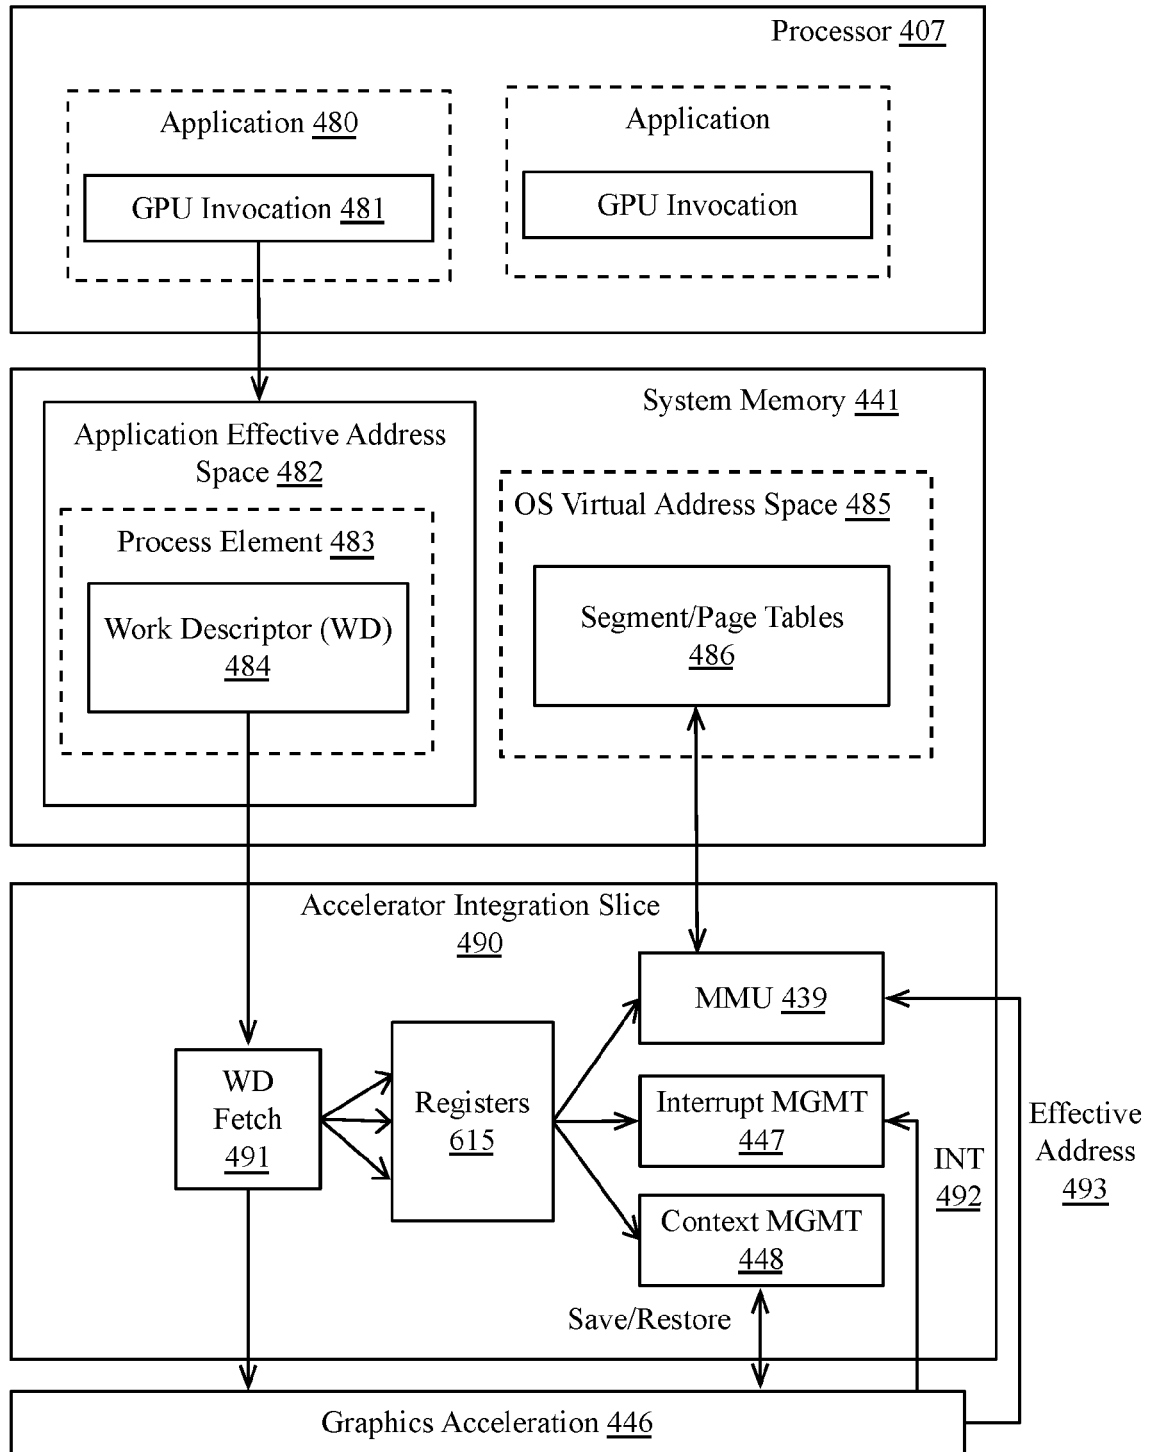 Processor 407
Application 480
Application
GPU Invocation 481
GPU Invocation
System Memory 441
Application Effective Address
Space 482
OS Virtual Address Space 485
Process Element 483
Work Descriptor (WD)
484
Segment/Page Tables
486
Accelerator Integration Slice
490
MMU 439
WD
Fetch
491
Registers
615
Interrupt MGMT
447
Effective
Address
493
INT
492
Context MGMT
448
Save/Restore
Graphics Acceleration 446